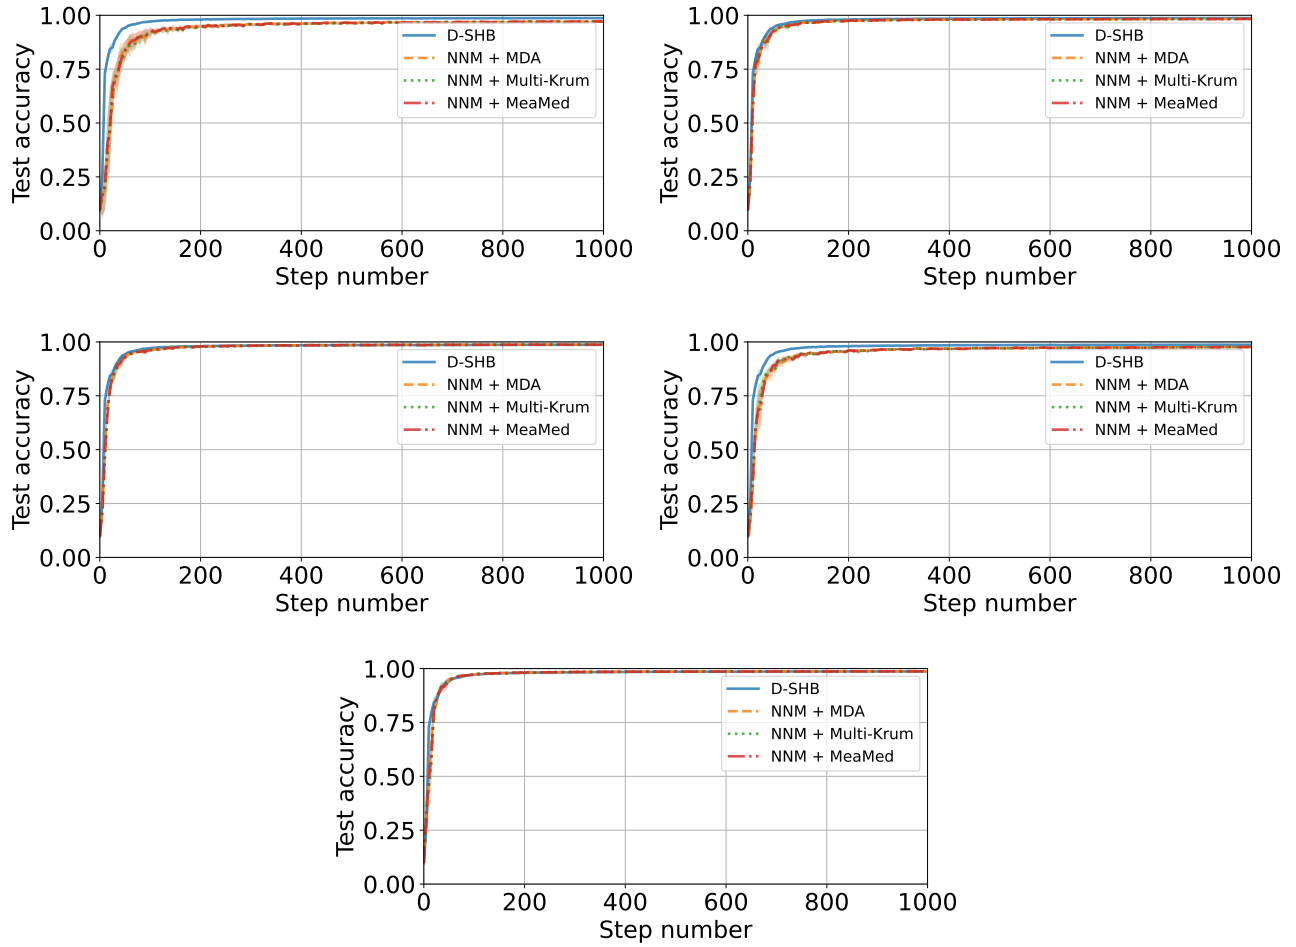 1.00
0.75
0.50
0.25
0.00
Test accuracy
0 200 400 600 800 1000
Step number
D-SHB
NNM + MDA
NNM + Multi-Krum
NNM + MeaMed
1.00
0.75
0.50
0.25
0.00
Test accuracy
0 200 400 600 800 1000
Step number
D-SHB
NNM + MDA
NNM + Multi-Krum
NNM + MeaMed
1.00
0.75
0.50
0.25
0.00
Test accuracy
0 200 400 600 800 1000
Step number
D-SHB
NNM + MDA
NNM + Multi-Krum
NNM + MeaMed
1.00
0.75
0.50
0.25
0.00
Test accuracy
0 200 400 600 800 1000
Step number
D-SHB
NNM + MDA
NNM + Multi-Krum
NNM + MeaMed
1.00
0.75
0.50
0.25
0.00
Test accuracy
0 200 400 600 800 1000
Step number
D-SHB
NNM + MDA
NNM + Multi-Krum
NNM + MeaMed